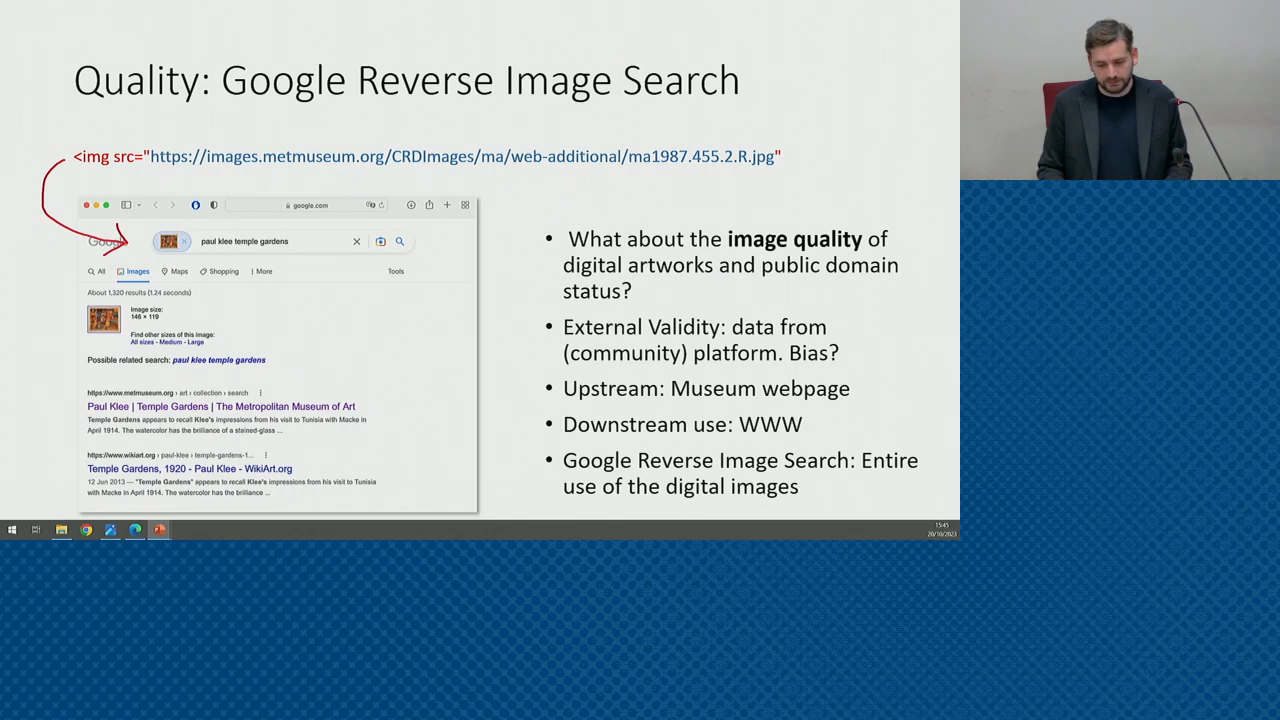 Quality: Google Reverse Image Search
<img src="https://images.metmuseum.org/CRDImages/ma/web-additional/ma1987.455.2.R.jpg"
google.com
paul klee temple gardens
All Images Maps Shopping More Tools
About 1,320 results (1.24 seconds)
Image size:
146 × 119
Find other sizes of this image:
All sizes - Medium - Large
Possible related search: paul klee temple gardens
https://www.metmuseum.org › art › collection › search
Paul Klee | Temple Gardens | The Metropolitan Museum of Art
Temple Gardens appears to recall Klee's impressions from his visit to Tunisia with Macke in
April 1914. The watercolor has the brilliance of a stained-glass ...
https://www.wikiart.org › paul-klee › temple-gardens-1...
Temple Gardens, 1920 - Paul Klee - WikiArt.org
12 Jun 2013 — "Temple Gardens" appears to recall Klee's impressions from his visit to Tunisia
with Macke in April 1914. The watercolor has the brilliance ...
• What about the image quality of
digital artworks and public domain
status?
• External Validity: data from
(community) platform. Bias?
• Upstream: Museum webpage
• Downstream use: WWW
• Google Reverse Image Search: Entire
use of the digital images
15:45
20/10/2023